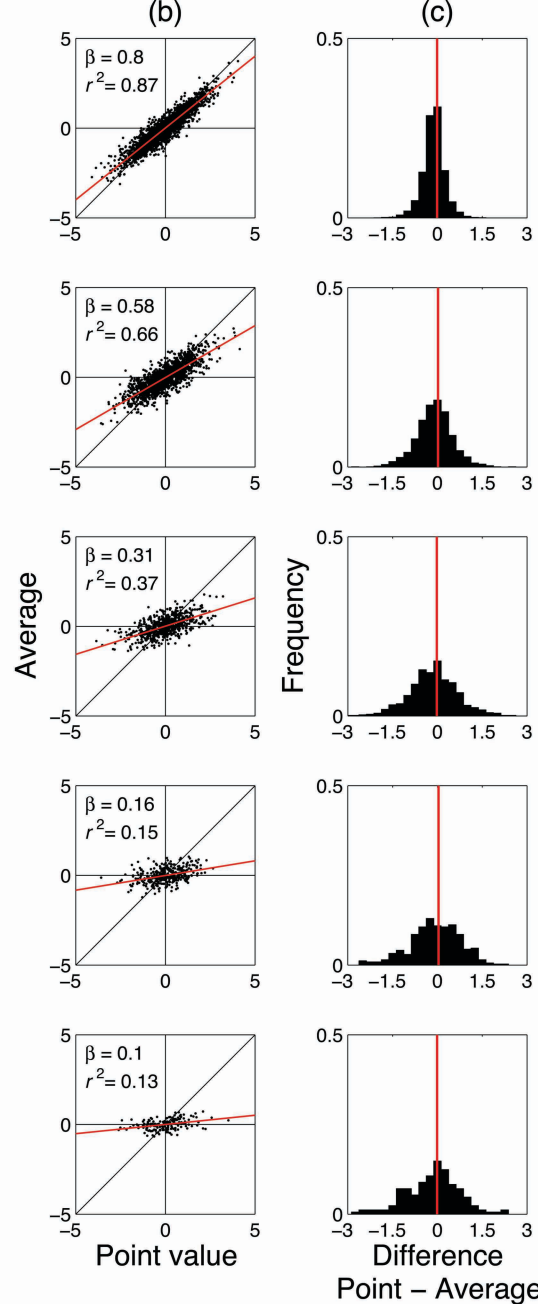 (b) (c)
5
β = 0.8
r² = 0.87
0
−5
−5 0 5
0.5
0
−3 −1.5 0 1.5 3
5
β = 0.58
r² = 0.66
0
−5
−5 0 5
0.5
0
−3 −1.5 0 1.5 3
5
β = 0.31
r² = 0.37
0
−5
−5 0 5
Average
0.5
0
−3 −1.5 0 1.5 3
Frequency
5
β = 0.16
r² = 0.15
0
−5
−5 0 5
0.5
0
−3 −1.5 0 1.5 3
5
β = 0.1
r² = 0.13
0
−5
−5 0 5
Point value
0.5
0
−3 −1.5 0 1.5 3
Difference
Point − Average